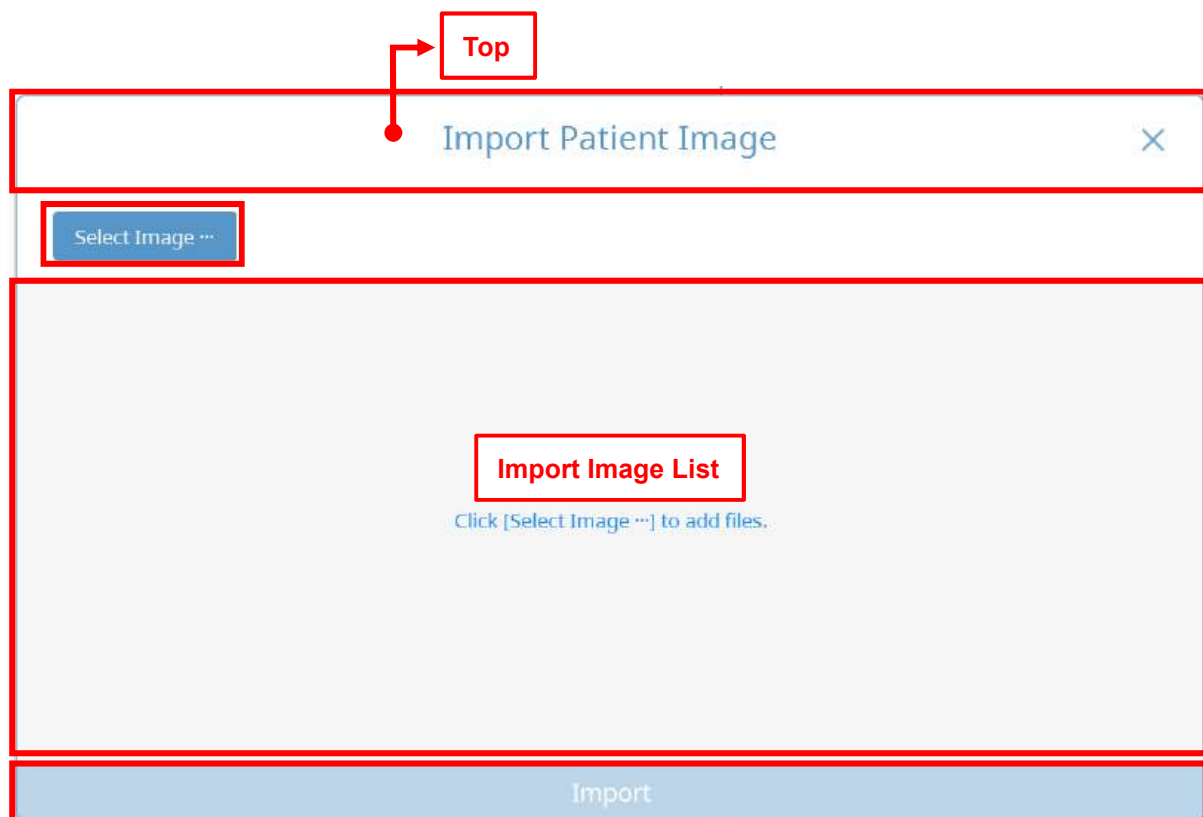 Top
Import Patient Image
Select Image ···
Import Image List
Click [Select Image ···] to add files.
Import